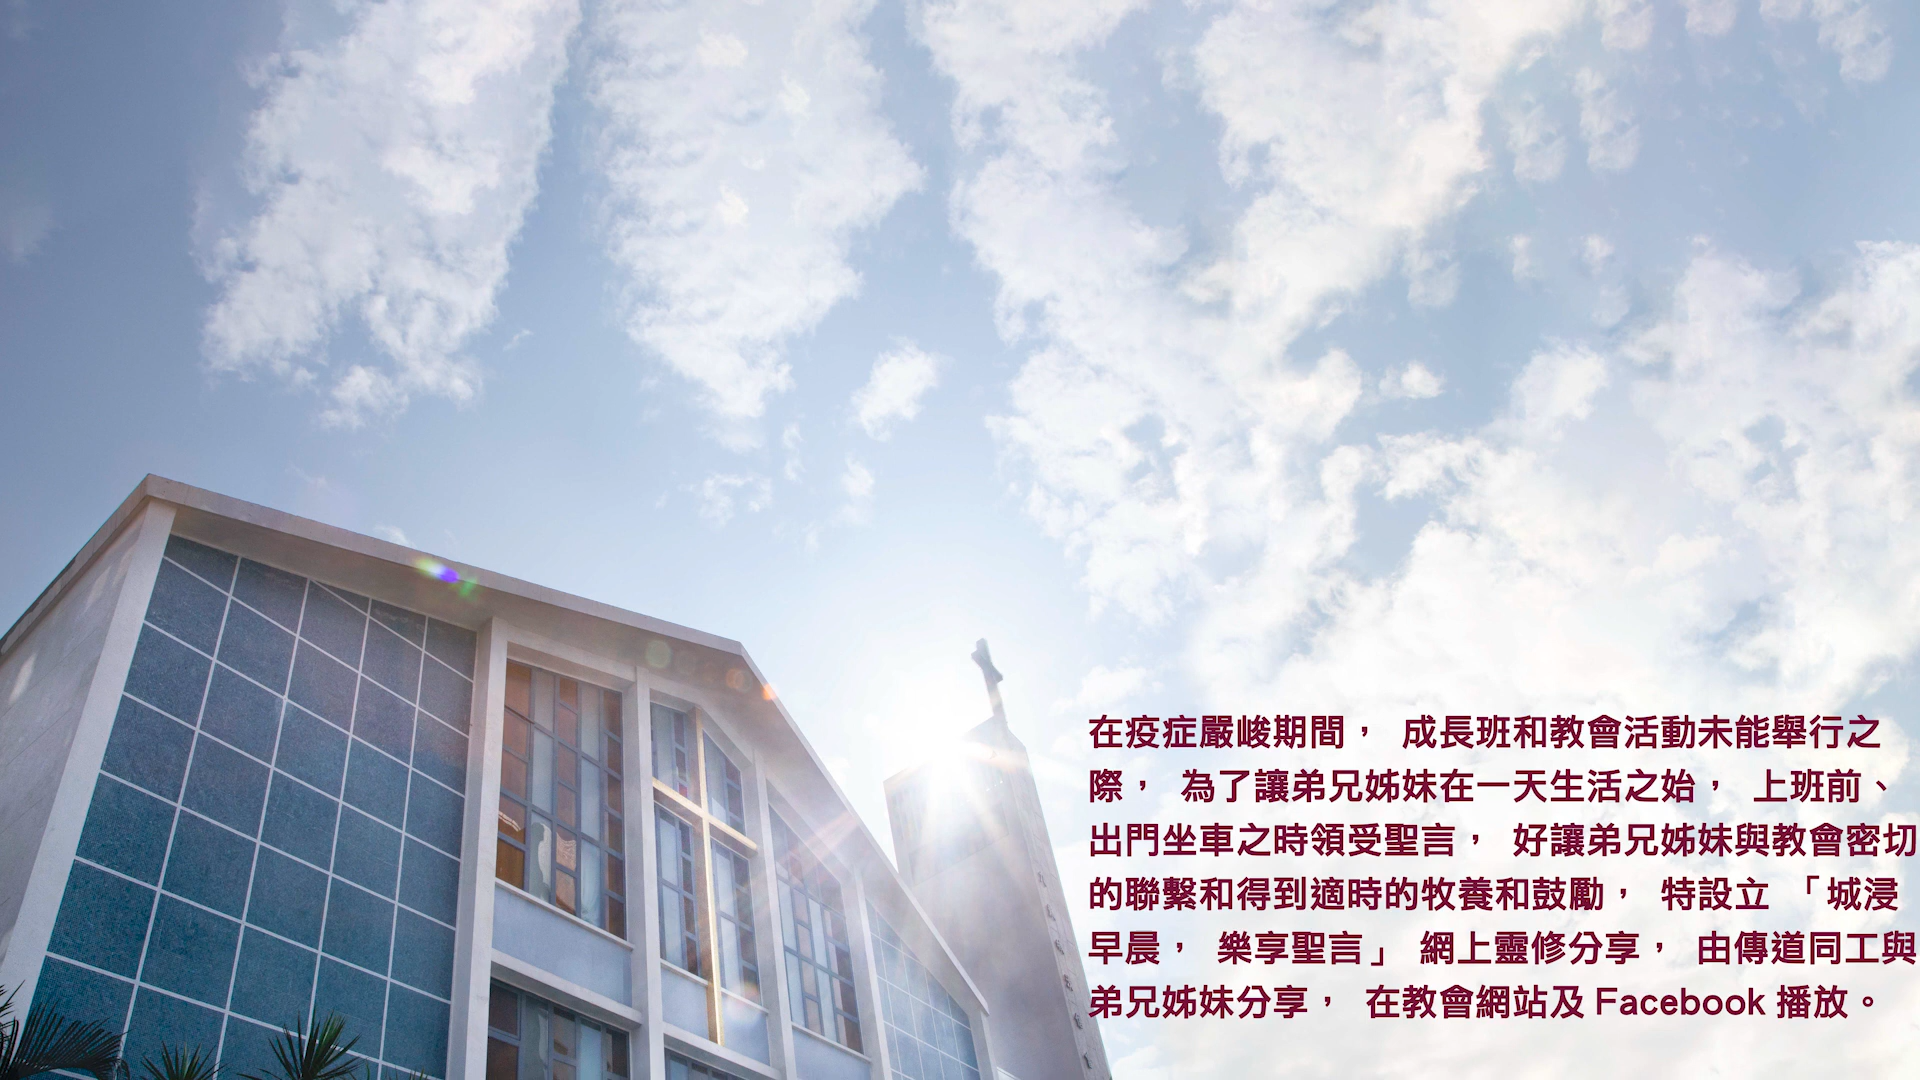 在疫症嚴峻期間， 成長班和教會活動未能舉行之
際， 為了讓弟兄姊妹在一天生活之始， 上班前、
出門坐車之時領受聖言， 好讓弟兄姊妹與教會密切
的聯繫和得到適時的牧養和鼓勵， 特設立 「城浸
早晨， 樂享聖言」 網上靈修分享， 由傳道同工與
弟兄姊妹分享， 在教會網站及 Facebook 播放。